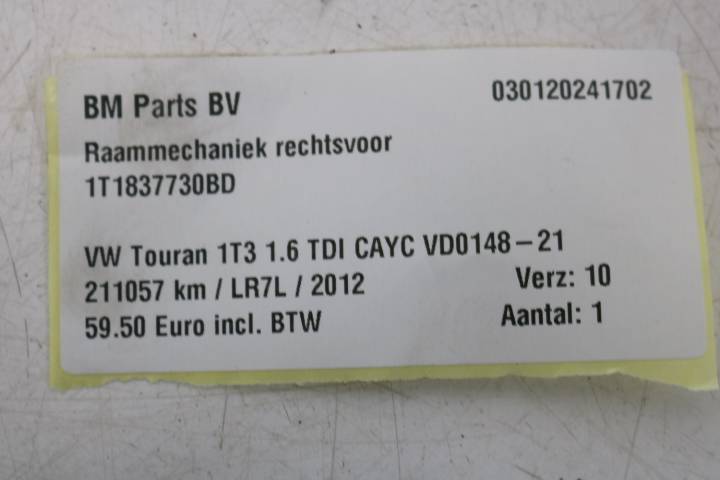 BM Parts BV 030120241702
Raammechaniek rechtsvoor
1T1837730BD
VW Touran 1T3 1.6 TDI CAYC VD0148-21
211057 km / LR7L / 2012 Verz: 10
59.50 Euro incl. BTW Aantal: 1